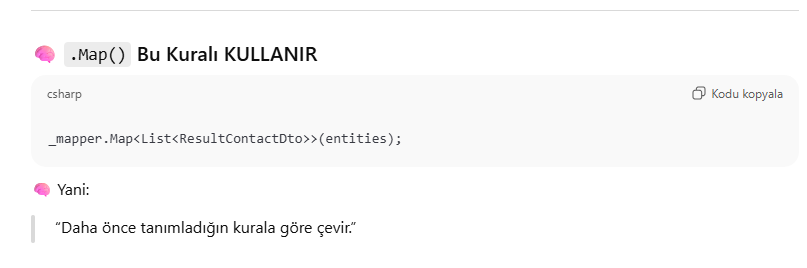 🧠 .Map() Bu Kuralı KULLANIR
csharp Kodu kopyala
_mapper.Map<List<ResultContactDto>>(entities);
🧠 Yani:
“Daha önce tanımladığın kurala göre çevir.”